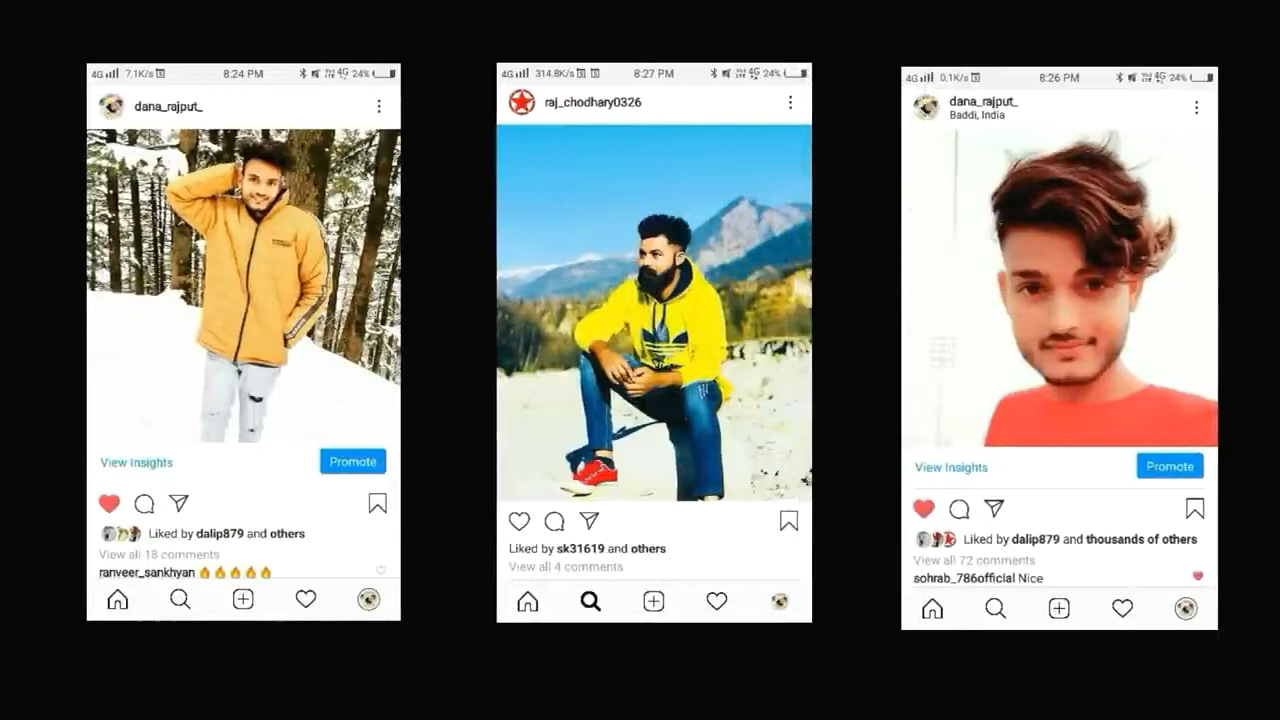 4G 7.1K/s 8:24 PM 4G 24%
dana_rajput_
View Insights
Promote
Liked by dalip879 and others
View all 18 comments
ranveer_sankhyan 🔥🔥🔥🔥🔥
4G 314.8K/s 8:27 PM 4G 24%
raj_chodhary0326
Liked by sk31619 and others
View all 4 comments
4G 0.1K/s 8:26 PM 4G 24%
dana_rajput_
Baddi, India
View Insights
Promote
Liked by dalip879 and thousands of others
View all 72 comments
sohrab_786official Nice